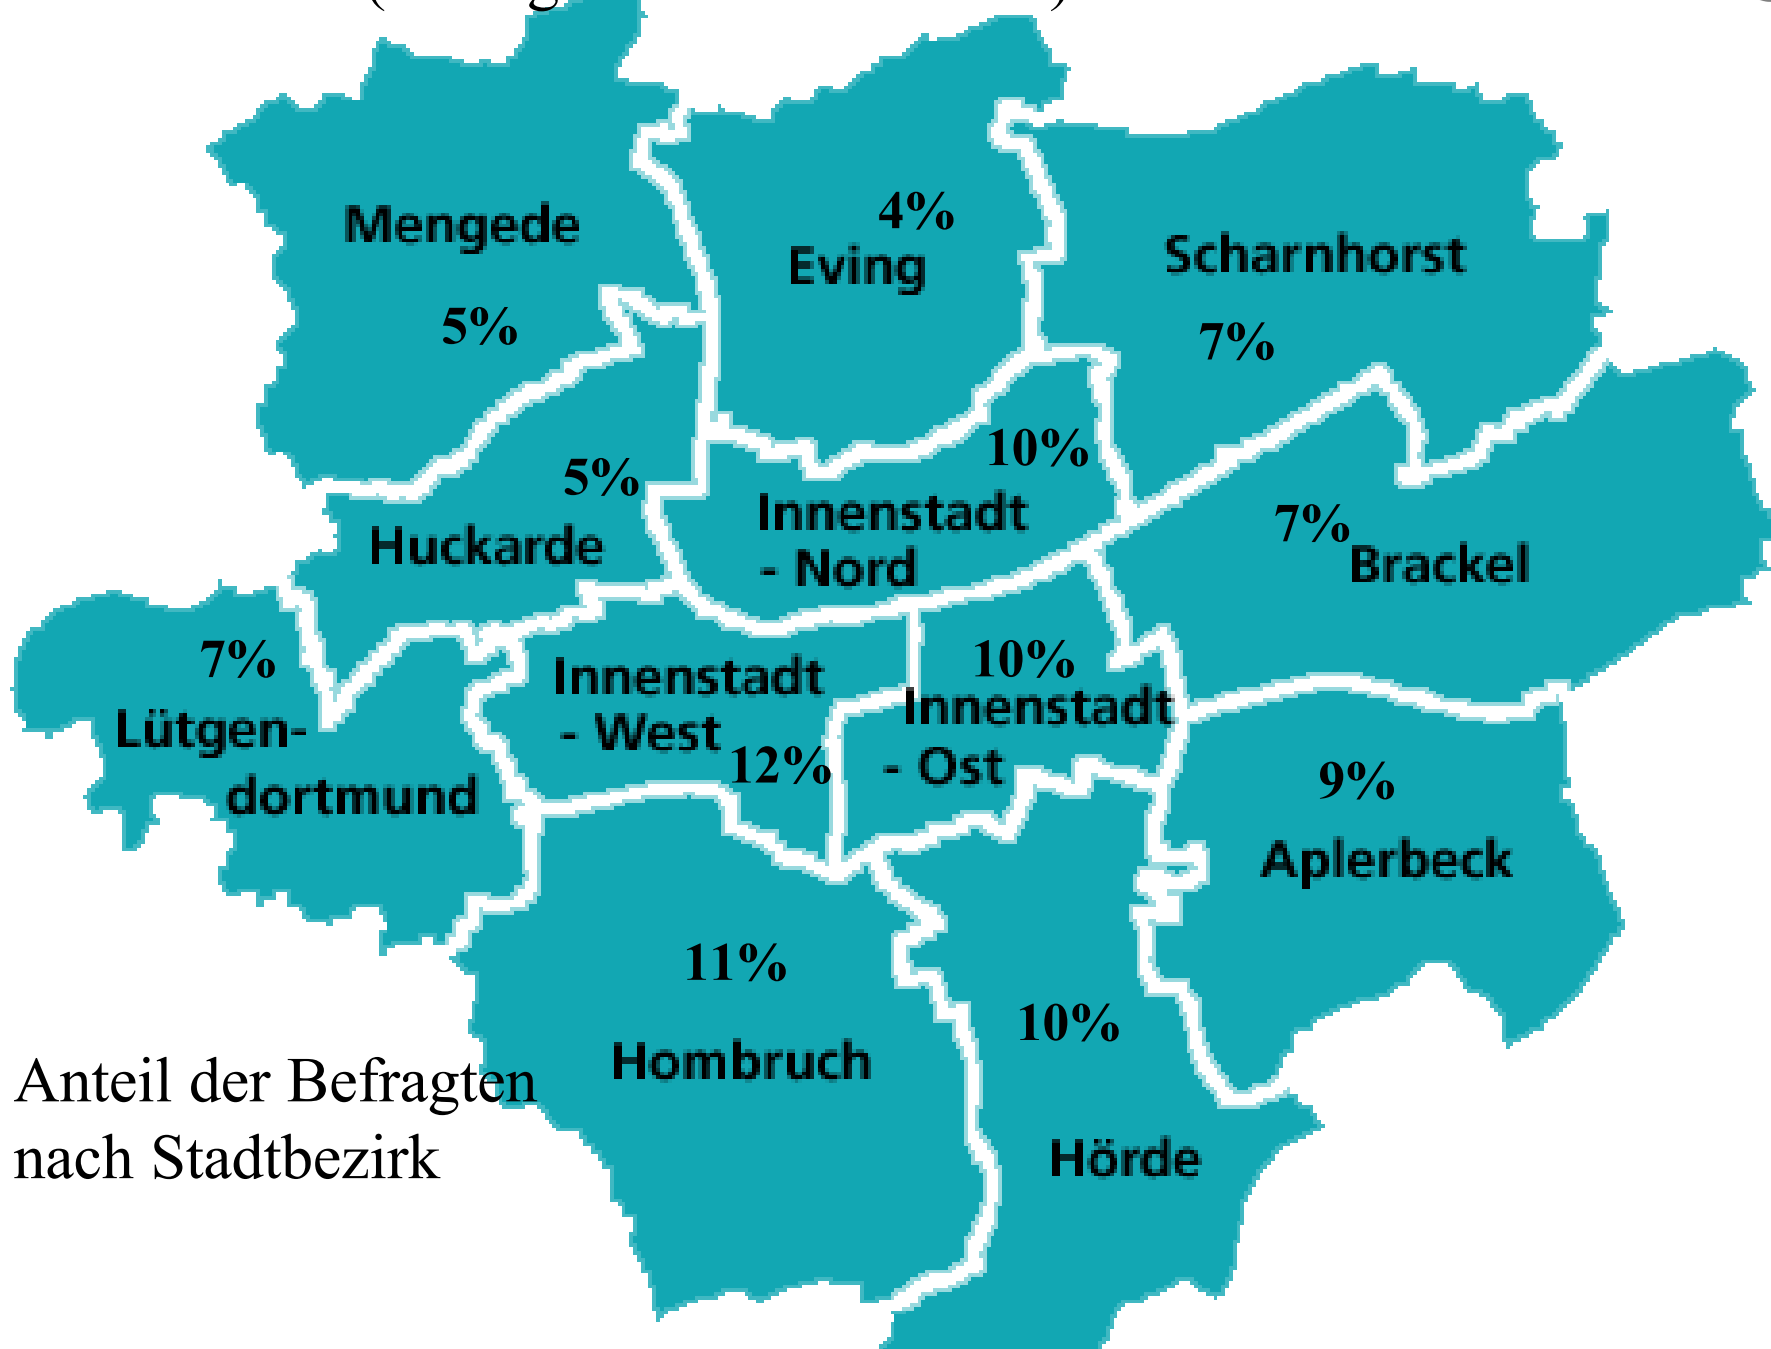 Mengede
5%
4%
Eving
Scharnhorst
7%
5%
Huckarde
10%
Innenstadt
- Nord
7%
Brackel
7%
Lütgen-
dortmund
Innenstadt
- West
12%
10%
Innenstadt
- Ost
9%
Aplerbeck
11%
Hombruch
10%
Hörde
Anteil der Befragten
nach Stadtbezirk